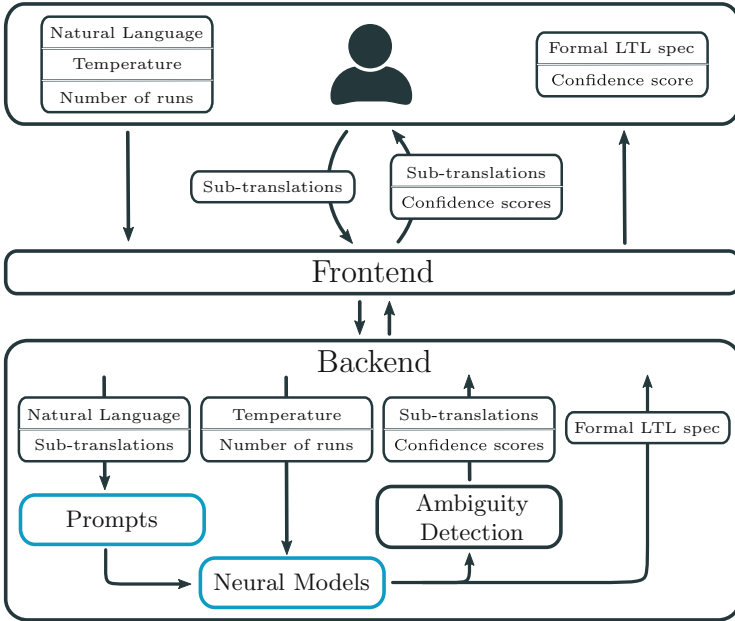 Natural Language
Temperature
Number of runs
Formal LTL spec
Confidence score
Sub-translations
Sub-translations
Confidence scores
Frontend
Backend
Natural Language
Sub-translations
Temperature
Number of runs
Sub-translations
Confidence scores
Formal LTL spec
Prompts
Ambiguity
Detection
Neural Models